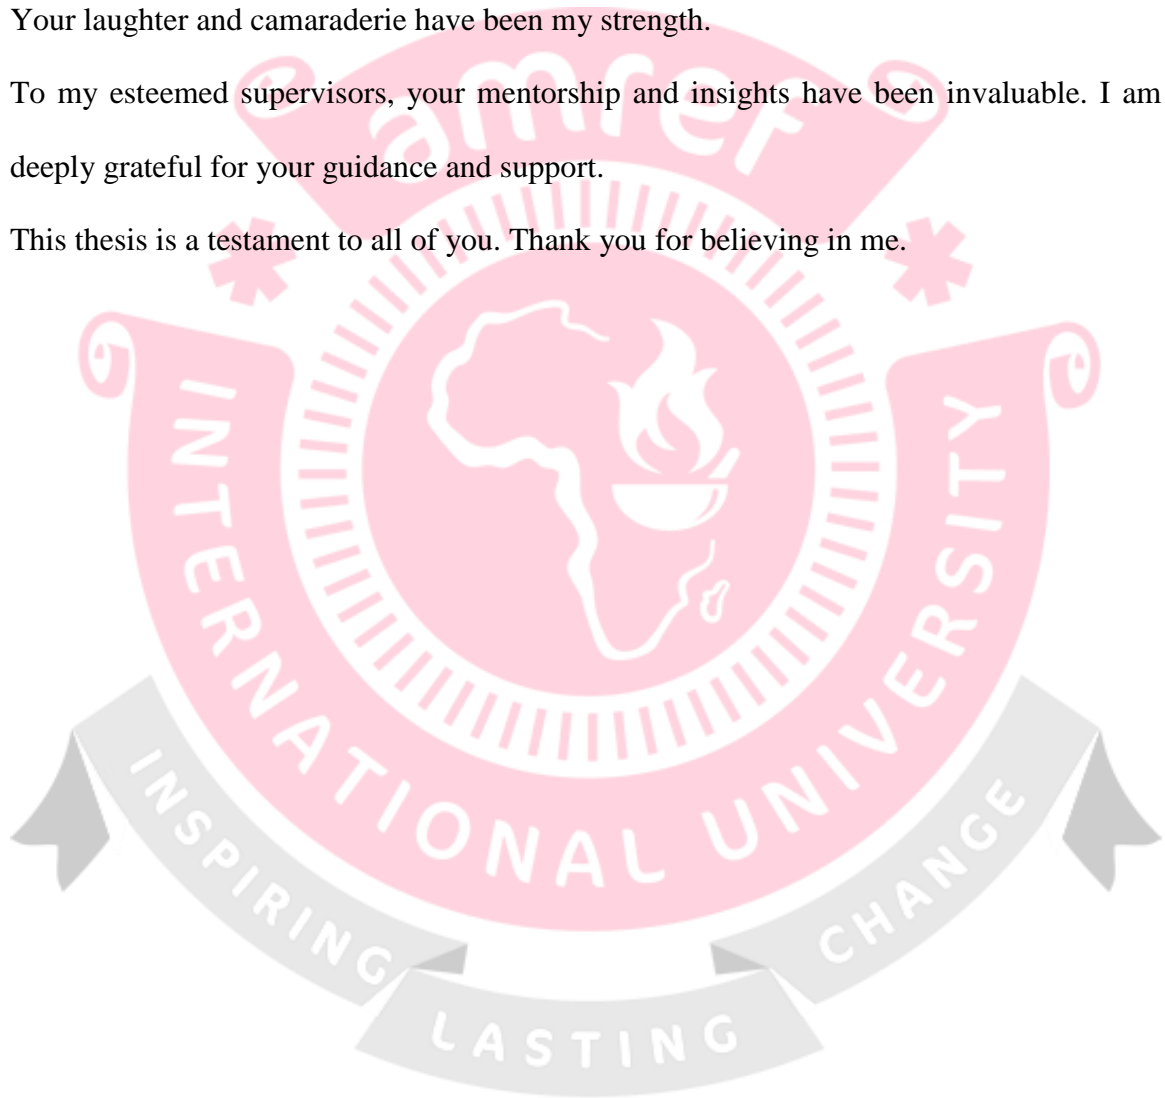 Your laughter and camaraderie have been my strength.
amref
To my esteemed supervisors, your mentorship and insights have been invaluable. I am
deeply grateful for your guidance and support.
This thesis is a testament to all of you. Thank you for believing in me.
INTERNATIONAL UNIVERSITY
INSPIRING
LASTING
CHANGE